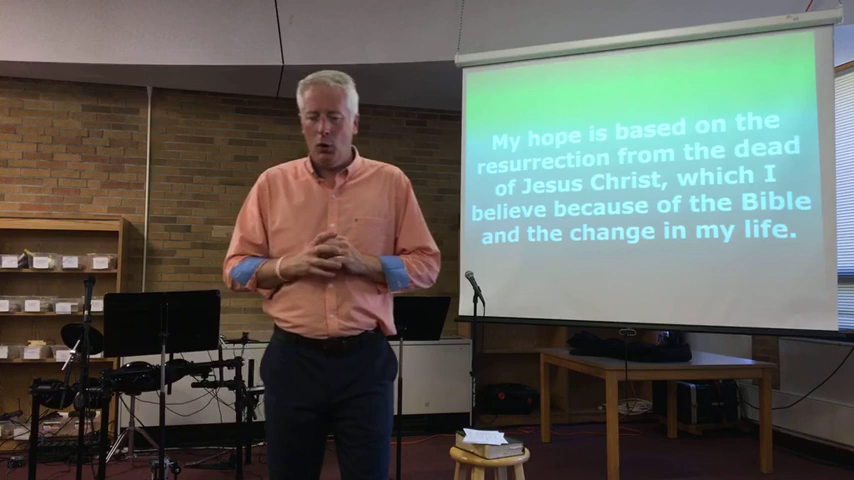 My hope is based on the
resurrection from the dead
of Jesus Christ, which I
believe because of the Bible
and the change in my life.